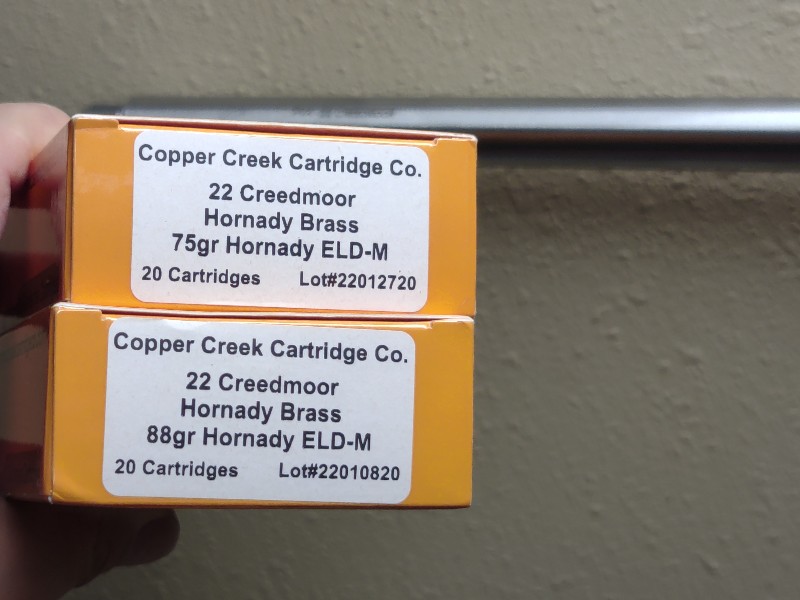 Copper Creek Cartridge Co.
22 Creedmoor
Hornady Brass
75gr Hornady ELD-M
20 Cartridges Lot#22012720
Copper Creek Cartridge Co.
22 Creedmoor
Hornady Brass
88gr Hornady ELD-M
20 Cartridges Lot#22010820